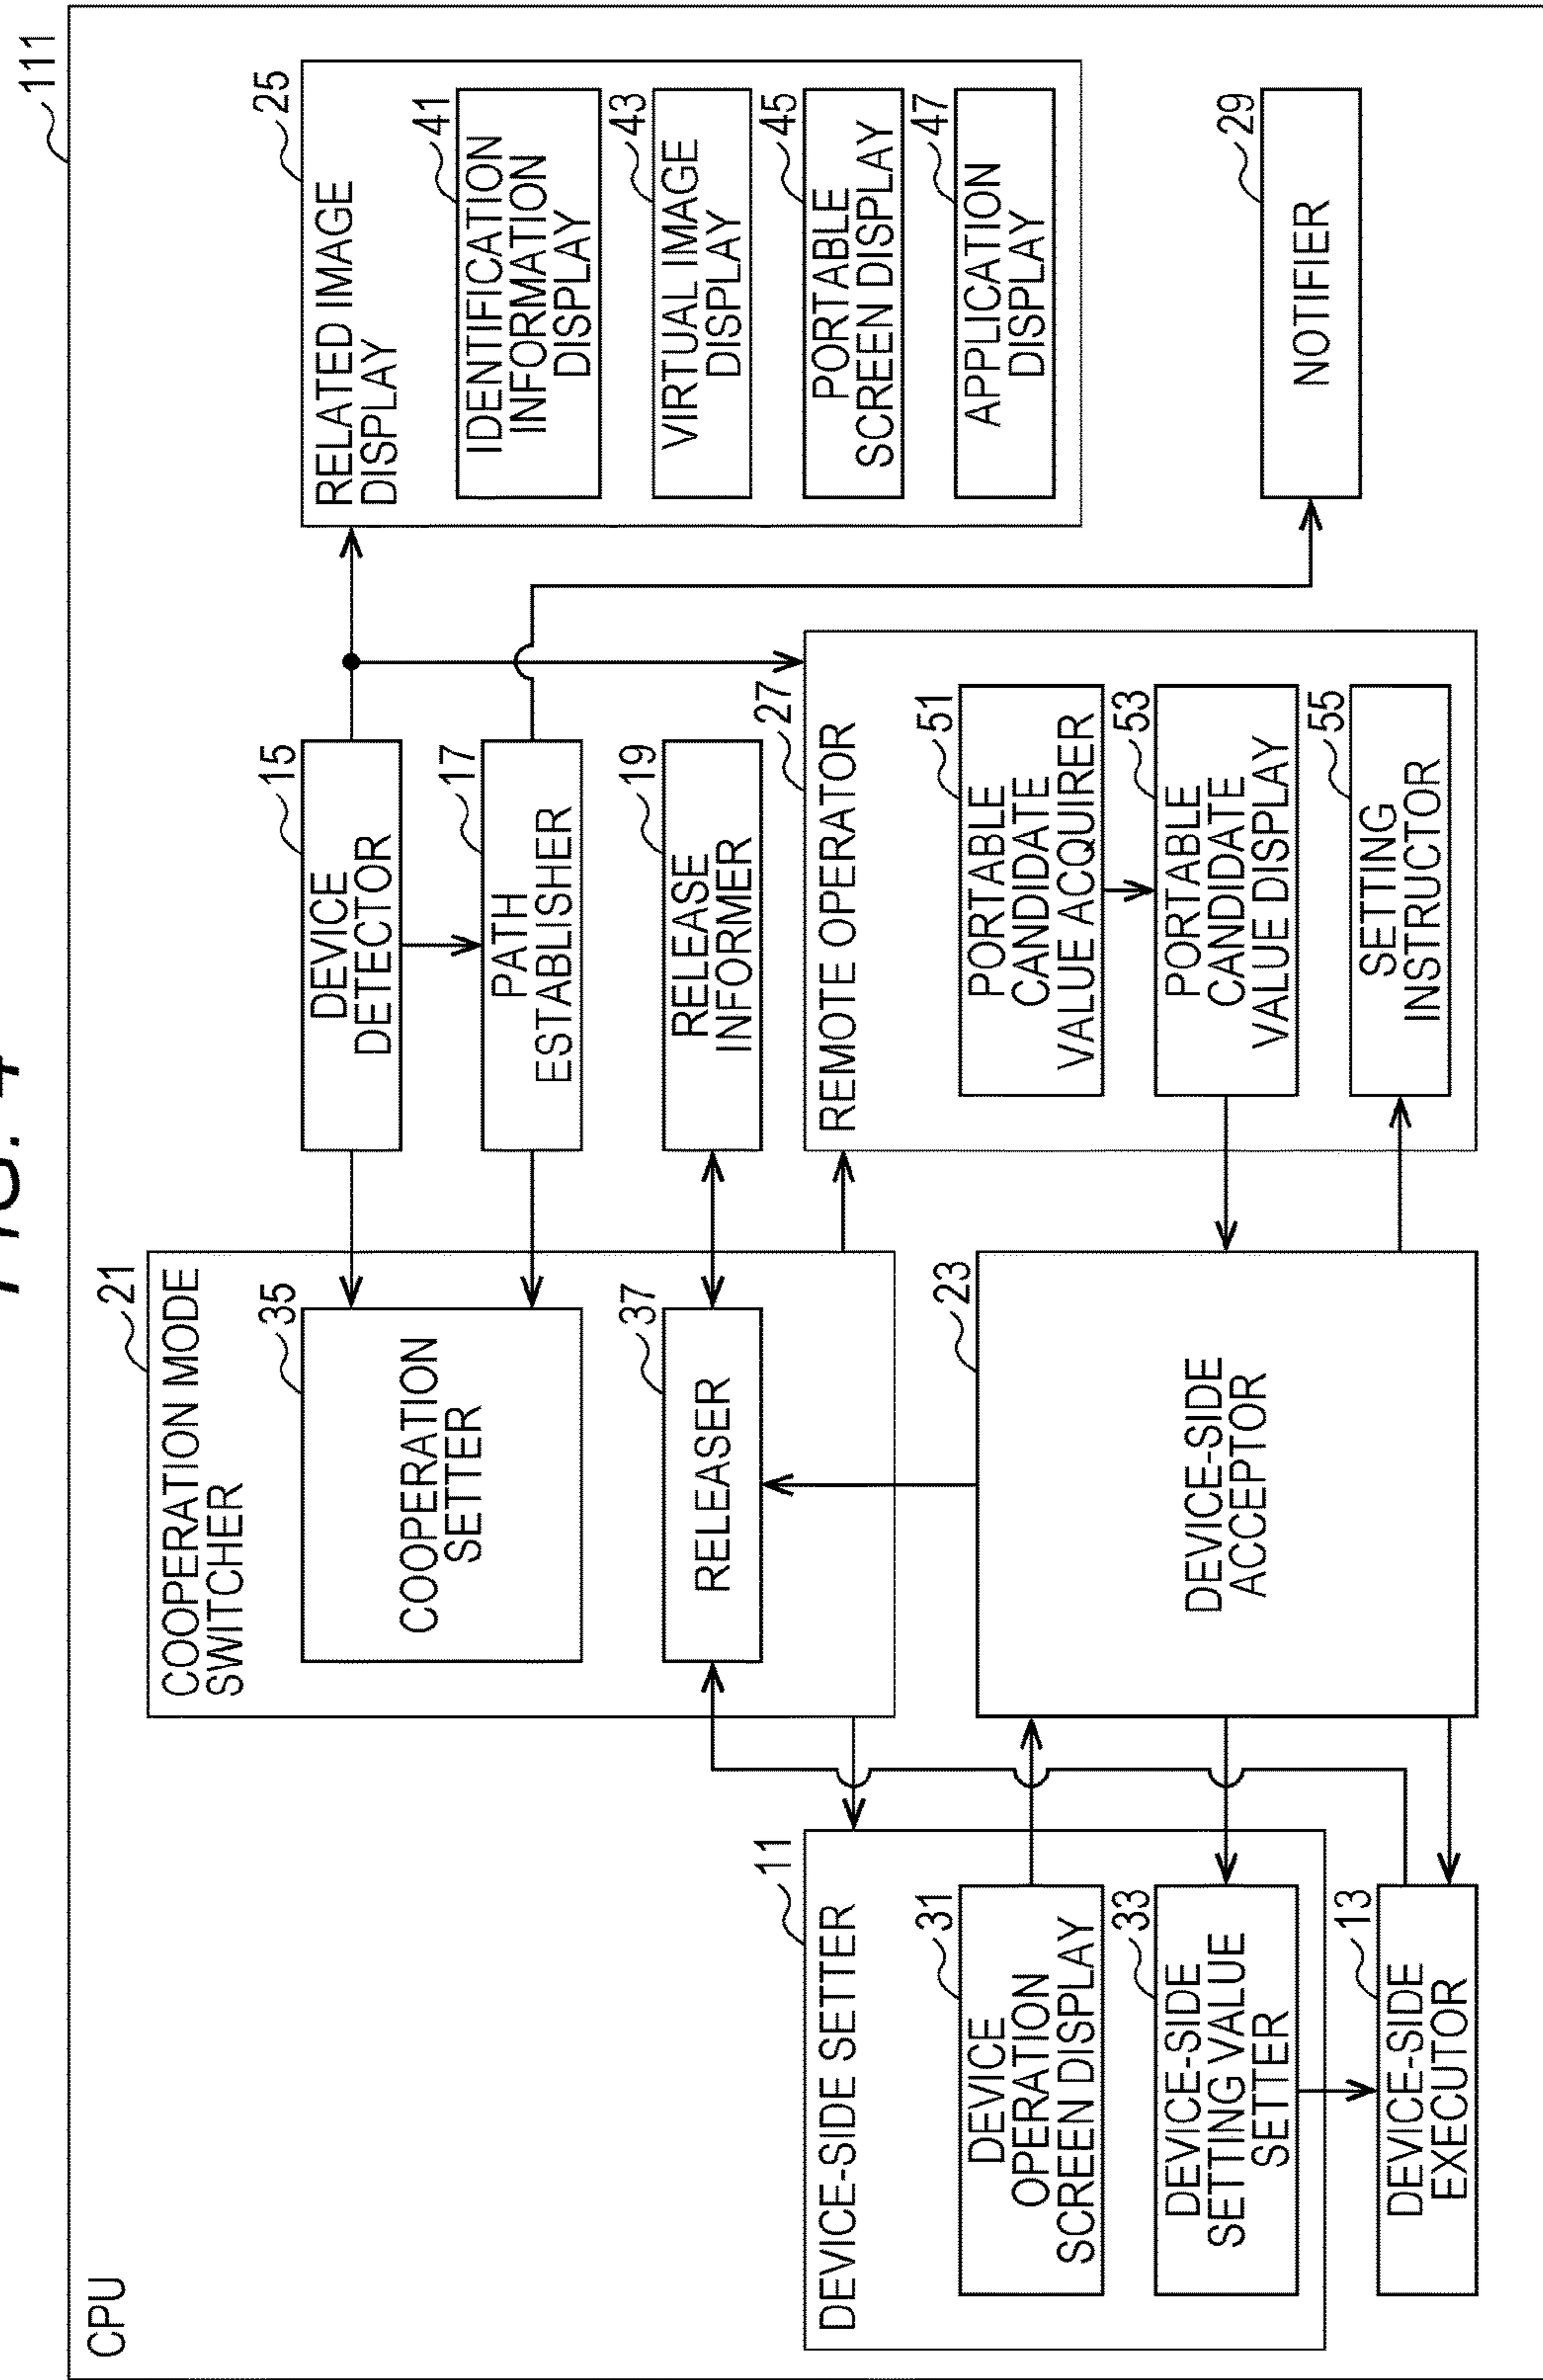 FIG. 4
111
CPU
21
COOPERATION MODE
SWITCHER
35
COOPERATION
SETTER
37
RELEASER
15
DEVICE
DETECTOR
17
PATH
ESTABLISHER
19
RELEASE
INFORMER
25
RELATED IMAGE
DISPLAY
41
IDENTIFICATION
INFORMATION
DISPLAY
43
VIRTUAL IMAGE
DISPLAY
45
PORTABLE
SCREEN DISPLAY
47
APPLICATION
DISPLAY
11
DEVICE-SIDE SETTER
31
DEVICE
OPERATION
SCREEN DISPLAY
33
DEVICE-SIDE
SETTING VALUE
SETTER
13
DEVICE-SIDE
EXECUTOR
23
DEVICE-SIDE
ACCEPTOR
27
REMOTE OPERATOR
51
PORTABLE
CANDIDATE
VALUE ACQUIRER
53
PORTABLE
CANDIDATE
VALUE DISPLAY
55
SETTING
INSTRUCTOR
29
NOTIFIER